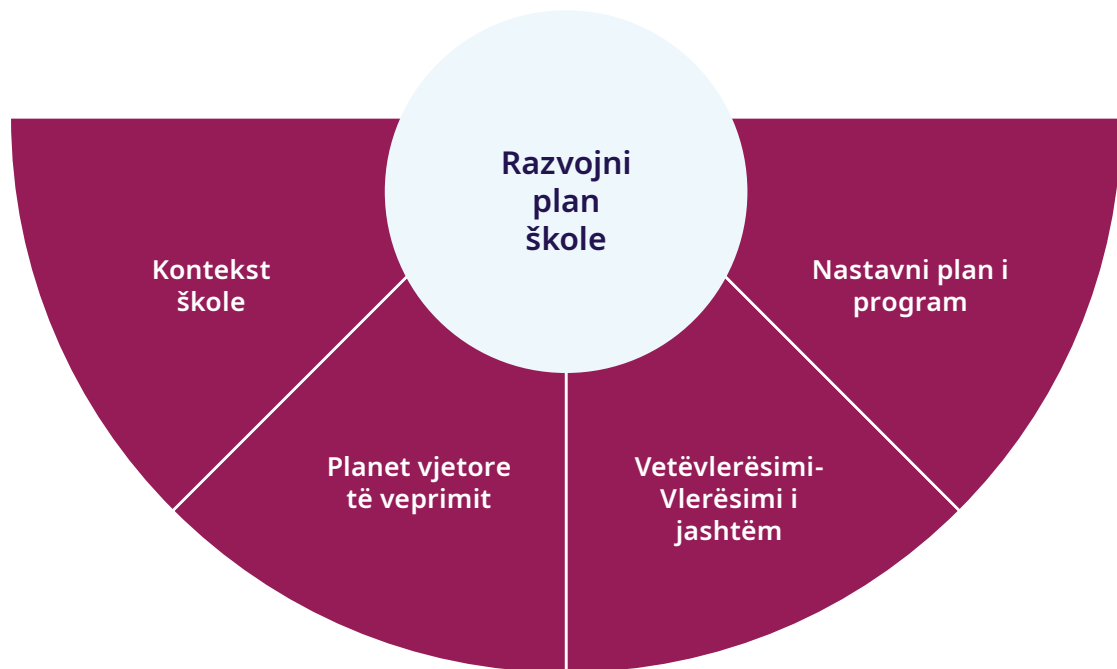 Razvojni
plan
škole
Kontekst
škole
Planet vjetore
të veprimit
Vetëvlerësimi-
Vlerësimi i
jashtëm
Nastavni plan i
program